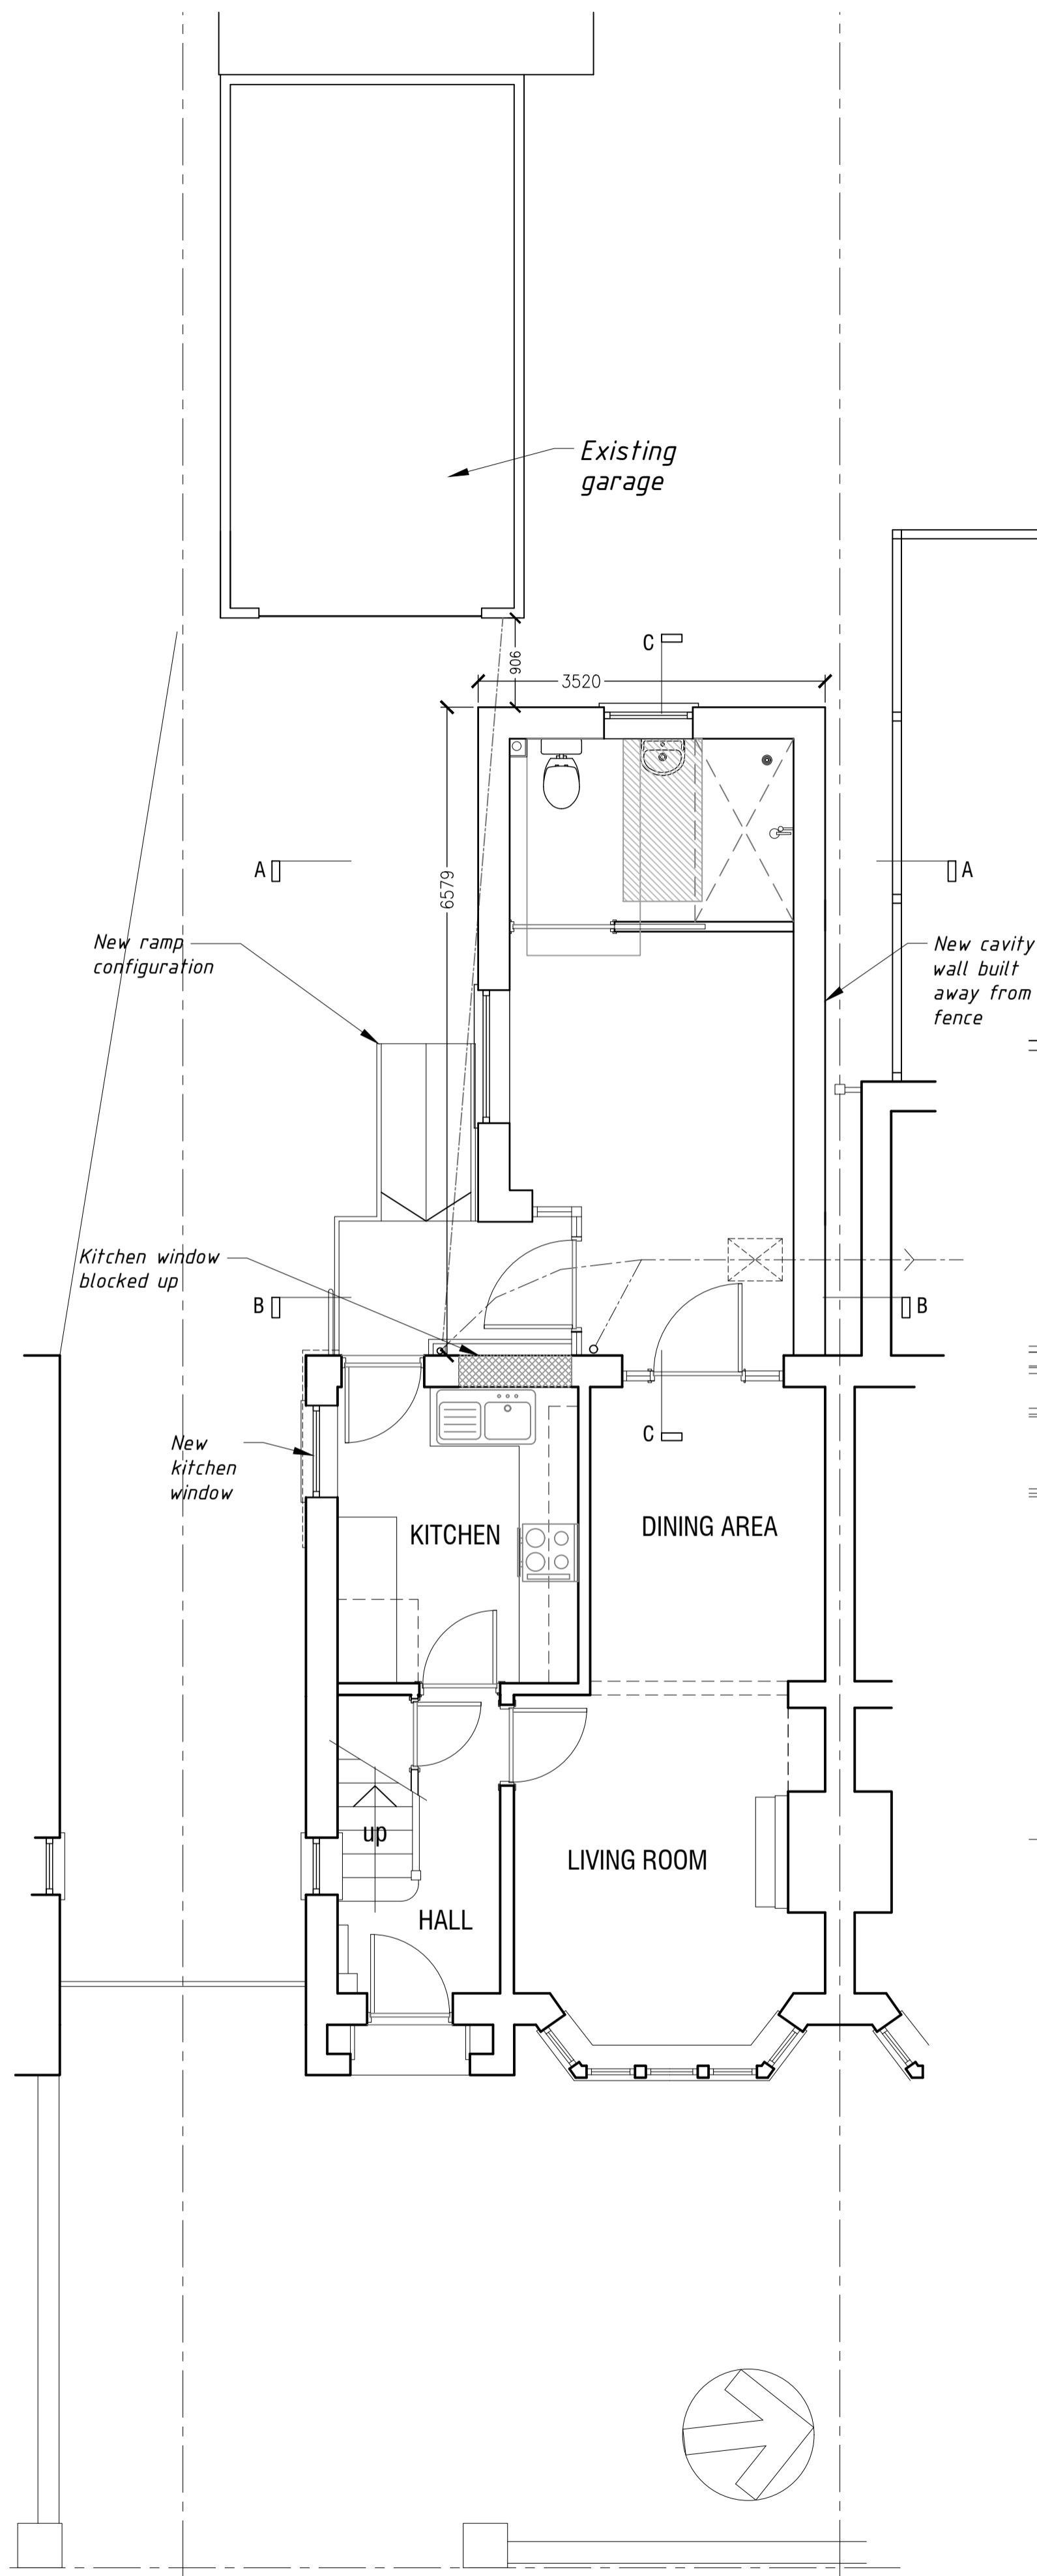 Existing
garage
C
906
3520
A
A
6579
New ramp
configuration
New cavity
wall built
away from
fence
Kitchen window
blocked up
B
B
C
New
kitchen
window
KITCHEN
DINING AREA
up
LIVING ROOM
HALL